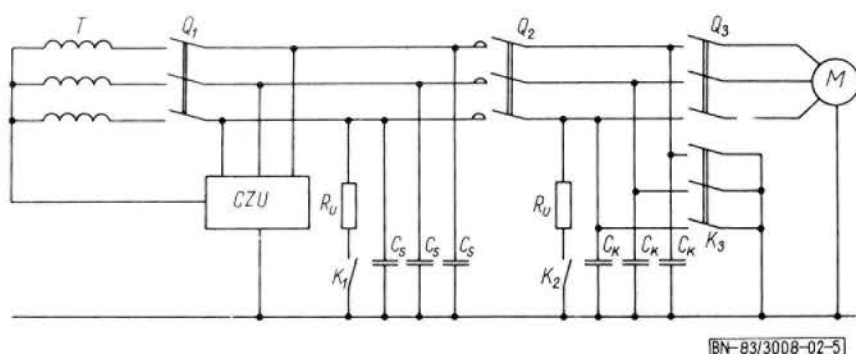 T
Q1
Q2
Q3
M
CZU
RU
K1
CS
CS
CS
RU
K2
CK
CK
CK
K3
BN-83/3008-02-5